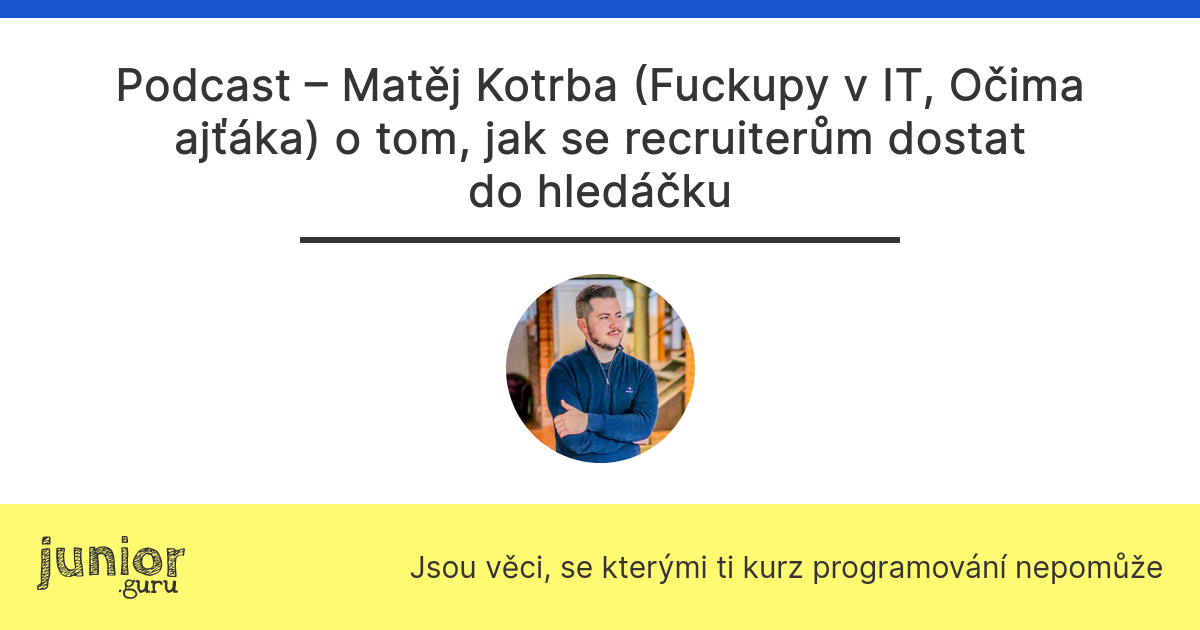 Podcast – Matěj Kotrba (Fuckupy v IT, Očima
ajťáka) o tom, jak se recruiterům dostat
do hledáčku
junior
.guru
Jsou věci, se kterými ti kurz programování nepomůže